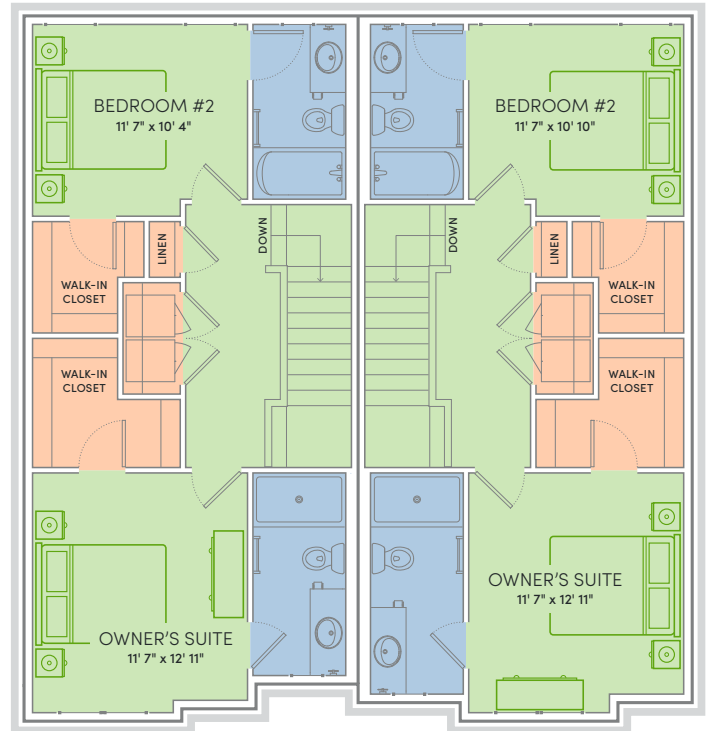 BEDROOM #2
11' 7" x 10' 4"
BEDROOM #2
11' 7" x 10' 10"
LINEN
DOWN
DOWN
LINEN
WALK-IN
CLOSET
WALK-IN
CLOSET
WALK-IN
CLOSET
WALK-IN
CLOSET
OWNER'S SUITE
11' 7" x 12' 11"
OWNER'S SUITE
11' 7" x 12' 11"